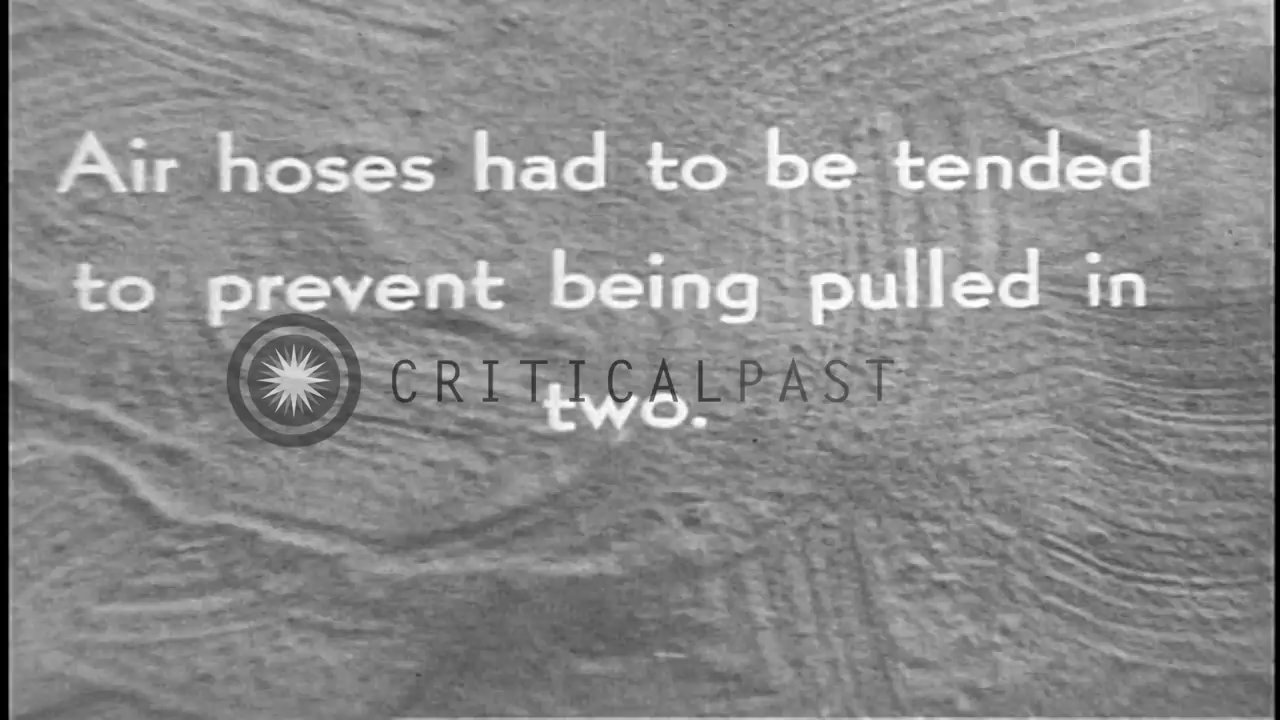 Air hoses had to be tended
to prevent being pulled in
CRITICALPAST
two.